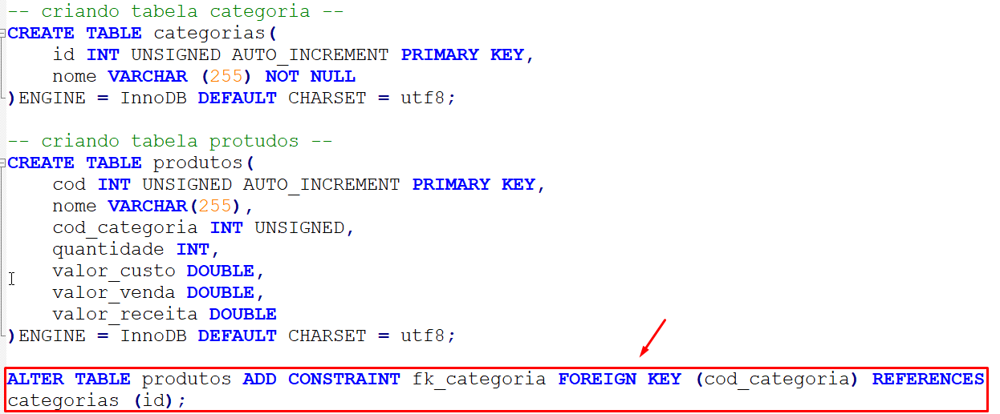 -- criando tabela categoria --
CREATE TABLE categorias(
    id INT UNSIGNED AUTO_INCREMENT PRIMARY KEY,
    nome VARCHAR (255) NOT NULL
)ENGINE = InnoDB DEFAULT CHARSET = utf8;

-- criando tabela protudos --
CREATE TABLE produtos(
    cod INT UNSIGNED AUTO_INCREMENT PRIMARY KEY,
    nome VARCHAR(255),
    cod_categoria INT UNSIGNED,
    quantidade INT,
    valor_custo DOUBLE,
    valor_venda DOUBLE,
    valor_receita DOUBLE
)ENGINE = InnoDB DEFAULT CHARSET = utf8;

ALTER TABLE produtos ADD CONSTRAINT fk_categoria FOREIGN KEY (cod_categoria) REFERENCES
categorias (id);